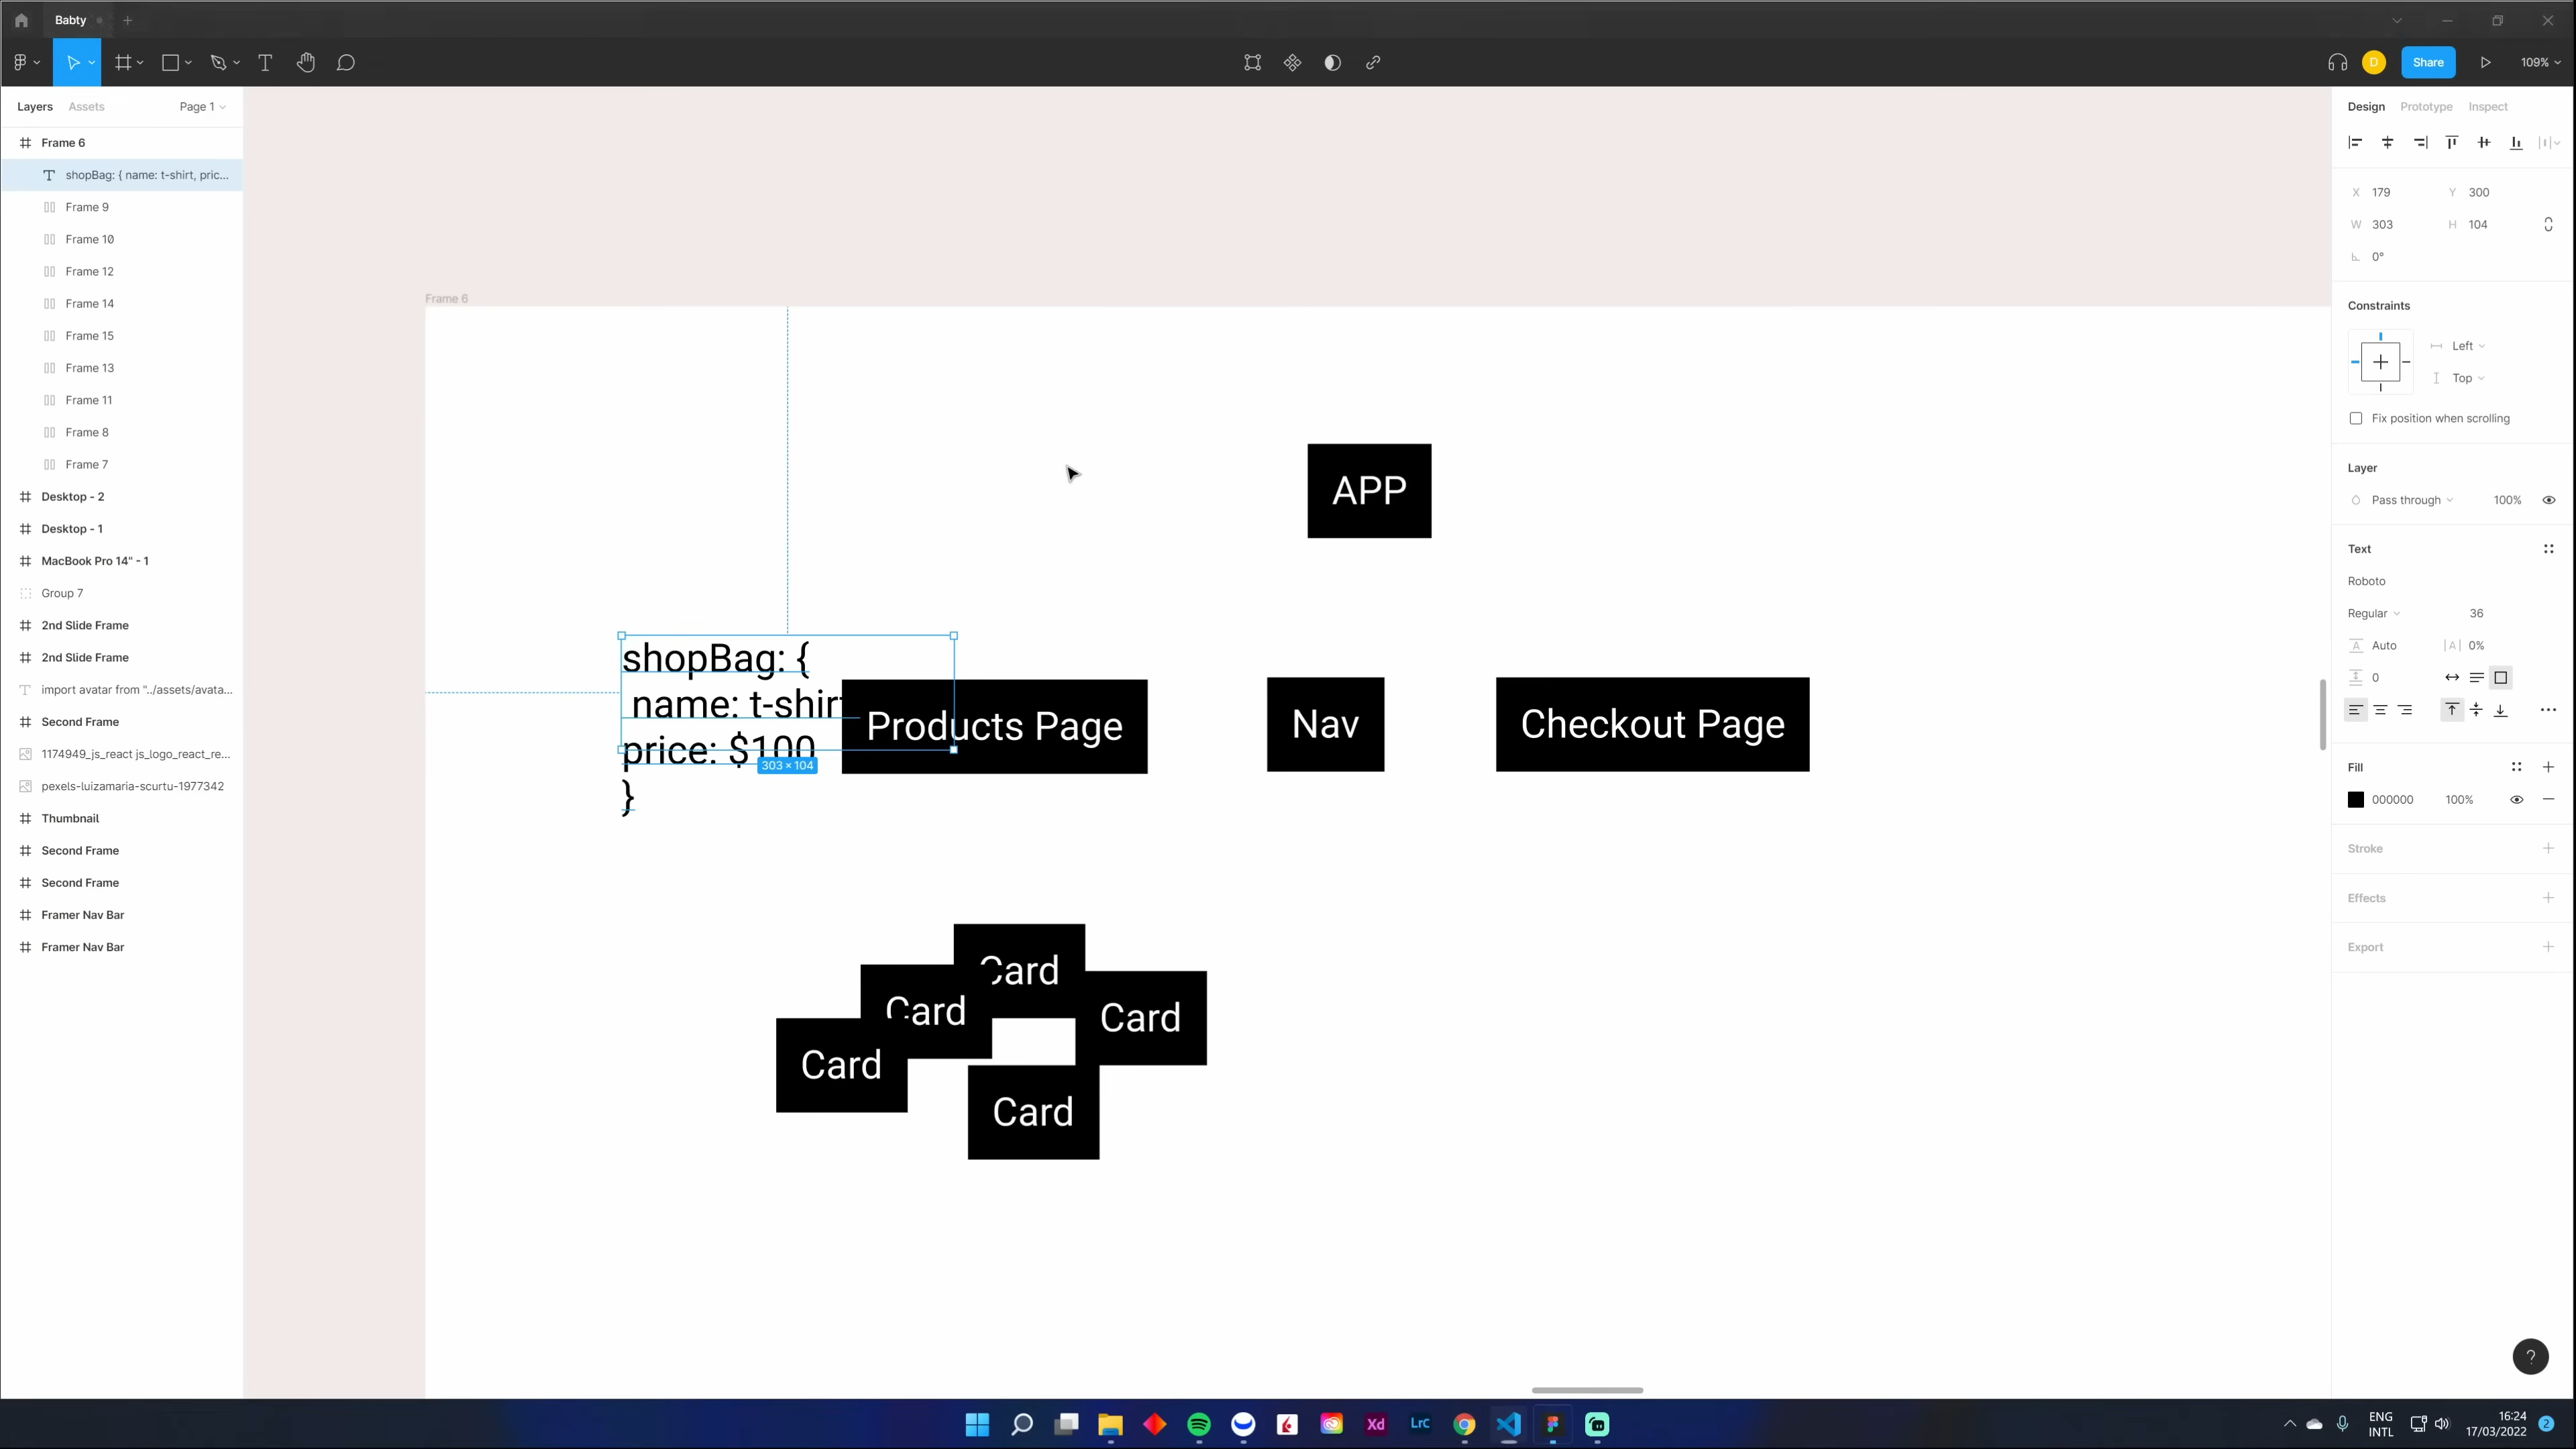 Babty
Share
109%
Layers
Assets
Page 1
Frame 6
shopBag: { name: t-shirt, pric...
Frame 9
Frame 10
Frame 12
Frame 14
Frame 15
Frame 13
Frame 11
Frame 8
Frame 7
Desktop - 2
Desktop - 1
MacBook Pro 14" - 1
Group 7
2nd Slide Frame
2nd Slide Frame
import avatar from "../assets/avata...
Second Frame
1174949_js_react js_logo_react_re...
pexels-luizamaria-scurtu-1977342
Thumbnail
Second Frame
Second Frame
Framer Nav Bar
Framer Nav Bar
Frame 6
APP
shopBag: {
name: t-shirt
price: $100
}
303 × 104
Products Page
Nav
Checkout Page
Card
Card
Card
Card
Card
Design
Prototype
Inspect
X 179
Y 300
W 303
H 104
0°
Constraints
Left
Top
Fix position when scrolling
Layer
Pass through
100%
Text
Roboto
Regular
36
Auto
|A| 0%
0
Fill
000000
100%
Stroke
Effects
Export
?
D
Xd
LrC
ENG
INTL
16:24
17/03/2022
2